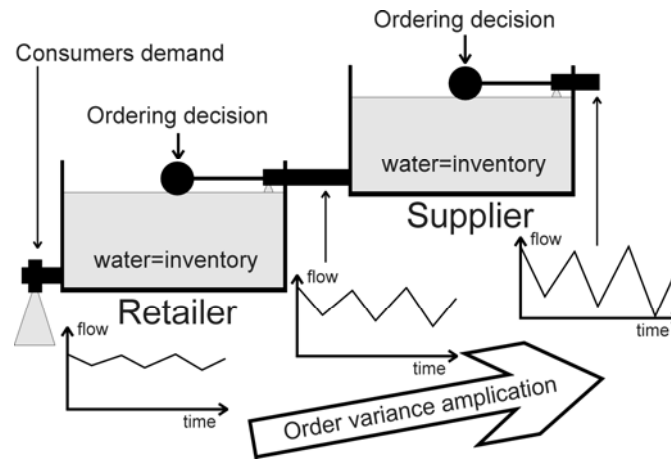 Ordering decision
Consumers demand
Ordering decision
water=inventory
Supplier
water=inventory
Retailer
flow
time
flow
time
flow
time
Order variance amplication